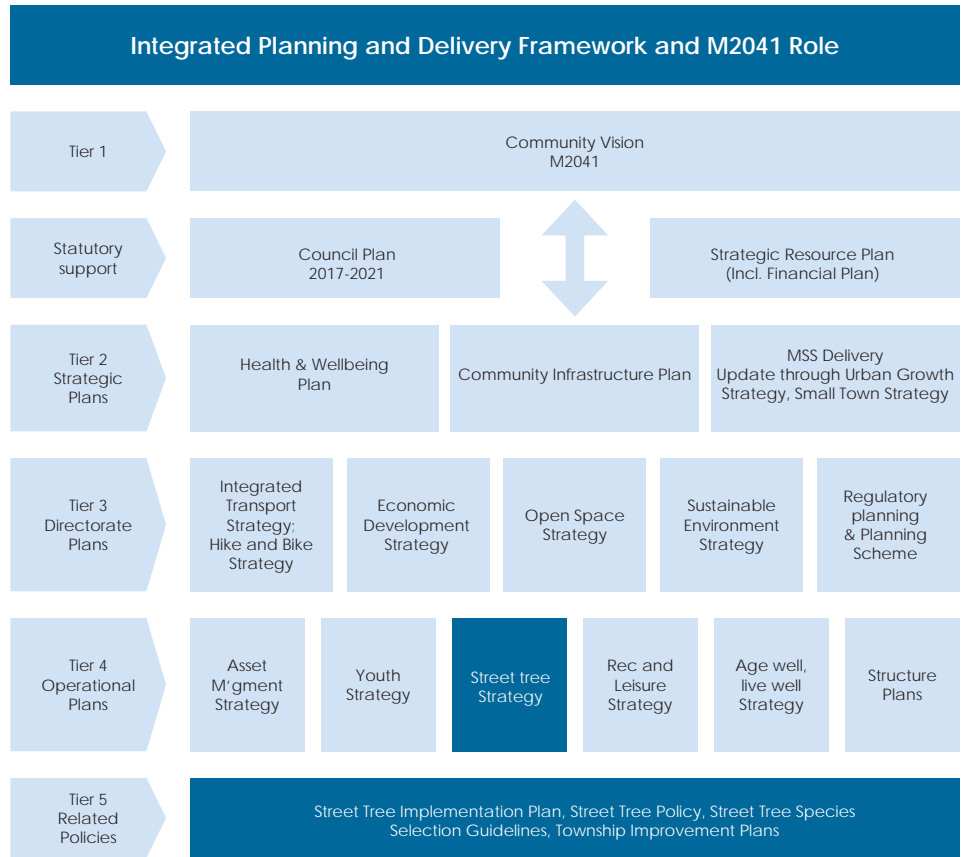 Integrated Planning and Delivery Framework and M2041 Role
Tier 1
Community Vision
M2041
Statutory
support
Council Plan
2017-2021
Strategic Resource Plan
(Incl. Financial Plan)
Tier 2
Strategic
Plans
Health & Wellbeing
Plan
Community Infrastructure Plan
MSS Delivery
Update through Urban Growth
Strategy, Small Town Strategy
Tier 3
Directorate
Plans
Integrated
Transport
Strategy;
Hike and Bike
Strategy
Economic
Development
Strategy
Open Space
Strategy
Sustainable
Environment
Strategy
Regulatory
planning
& Planning
Scheme
Tier 4
Operational
Plans
Asset
M'gment
Strategy
Youth
Strategy
Street tree
Strategy
Rec and
Leisure
Strategy
Age well,
live well
Strategy
Structure
Plans
Tier 5
Related
Policies
Street Tree Implementation Plan, Street Tree Policy, Street Tree Species
Selection Guidelines, Township Improvement Plans